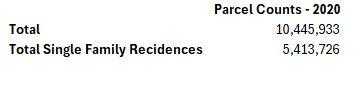 Parcel Counts - 2020
Total 10,445,933
Total Single Family Recidences 5,413,726